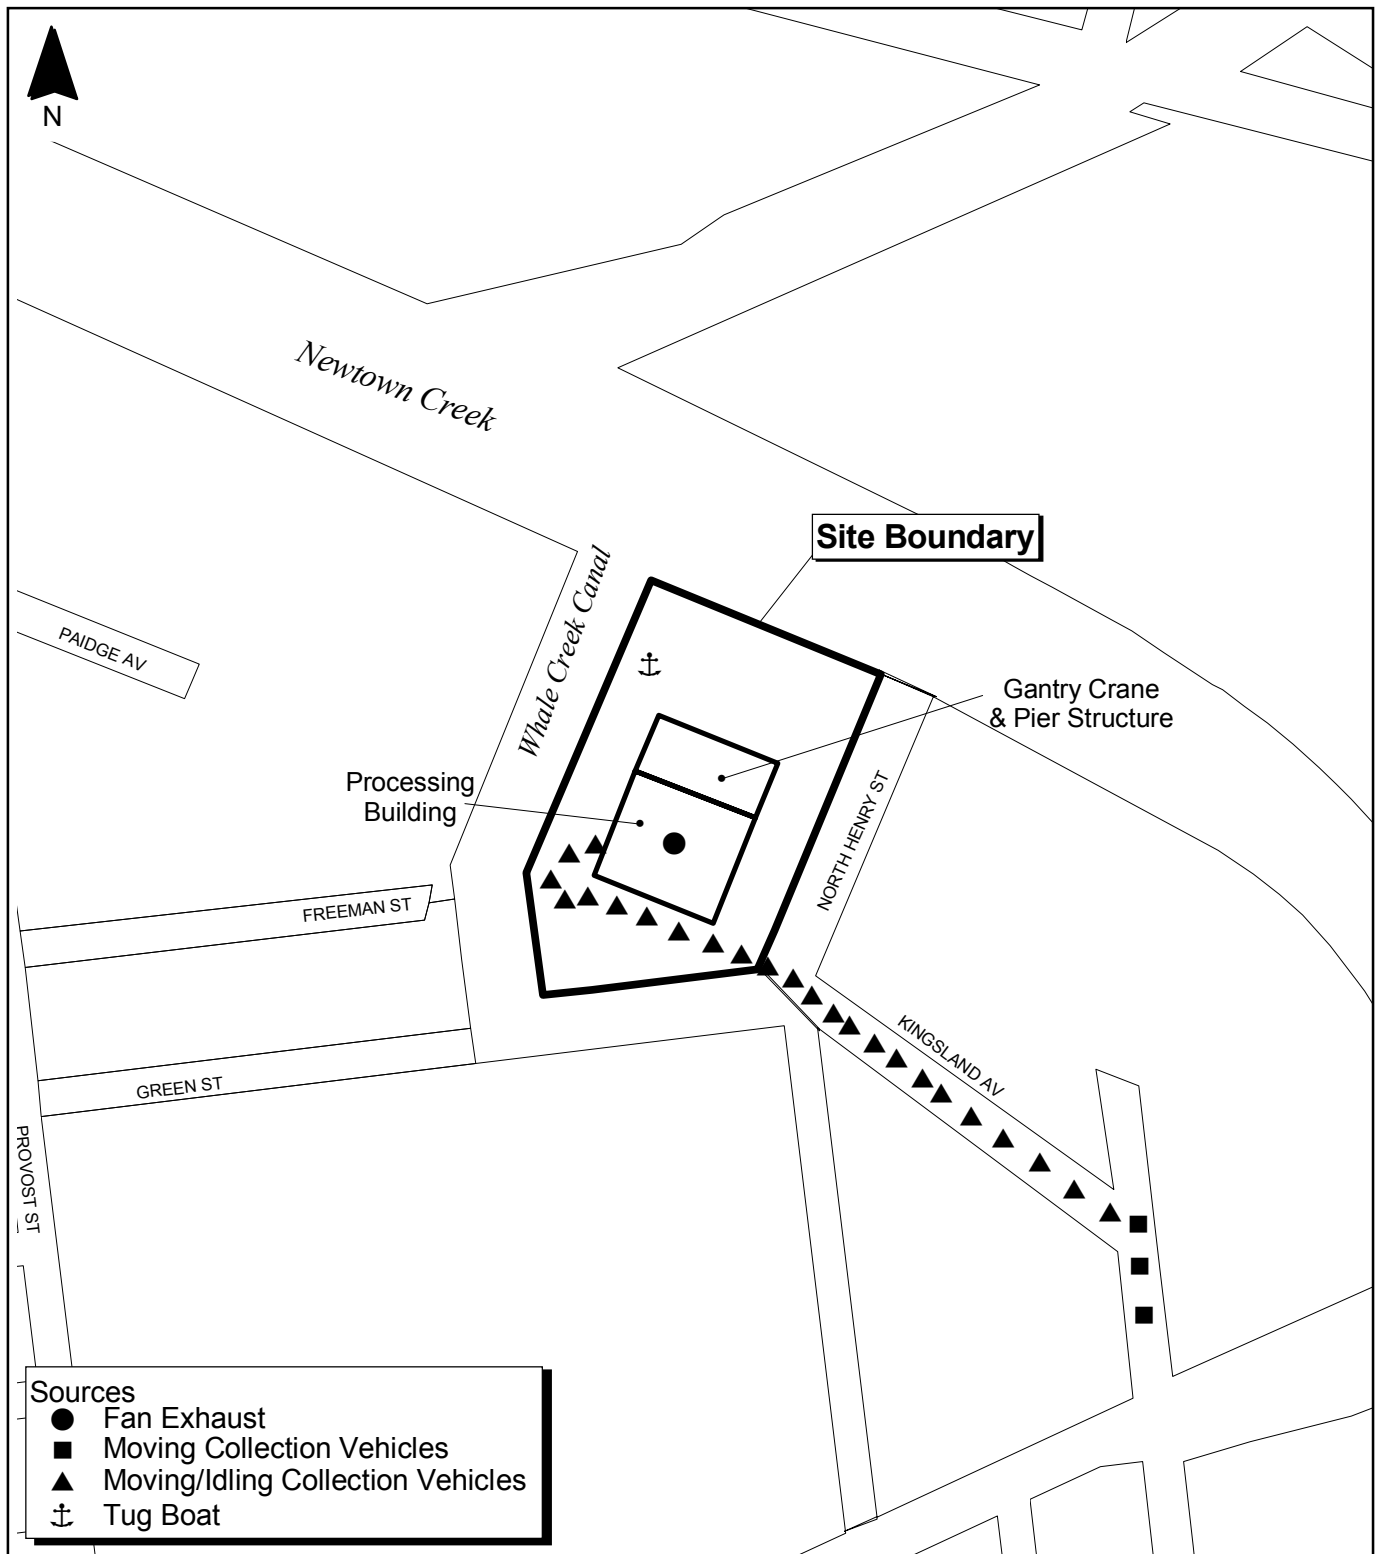 N
Newtown Creek
Site Boundary
Whale Creek Canal
PAIDGE AV
Gantry Crane
& Pier Structure
Processing
Building
NORTH HENRY ST
FREEMAN ST
KINGSLAND AV
GREEN ST
PROVOST ST
Sources
Fan Exhaust
Moving Collection Vehicles
Moving/Idling Collection Vehicles
Tug Boat